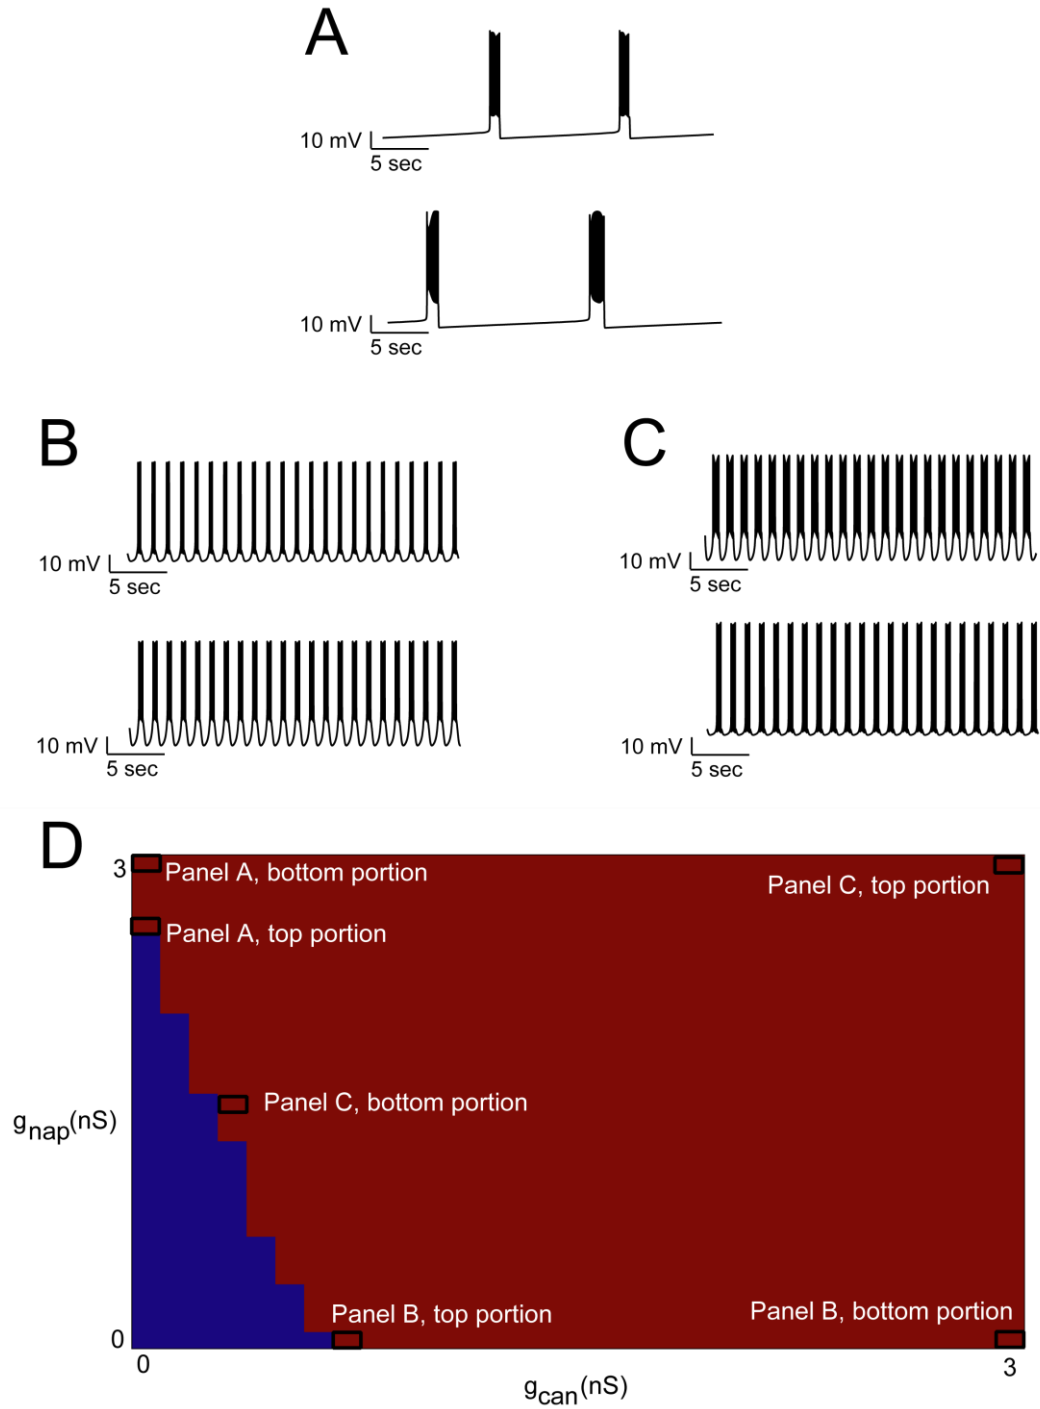 A
10 mV
5 sec
10 mV
5 sec
B
10 mV
5 sec
10 mV
5 sec
C
10 mV
5 sec
10 mV
5 sec
D
3
Panel A, bottom portion
Panel C, top portion
Panel A, top portion
Panel C, bottom portion
gnap(nS)
Panel B, top portion
Panel B, bottom portion
0
0
3
gcan(nS)